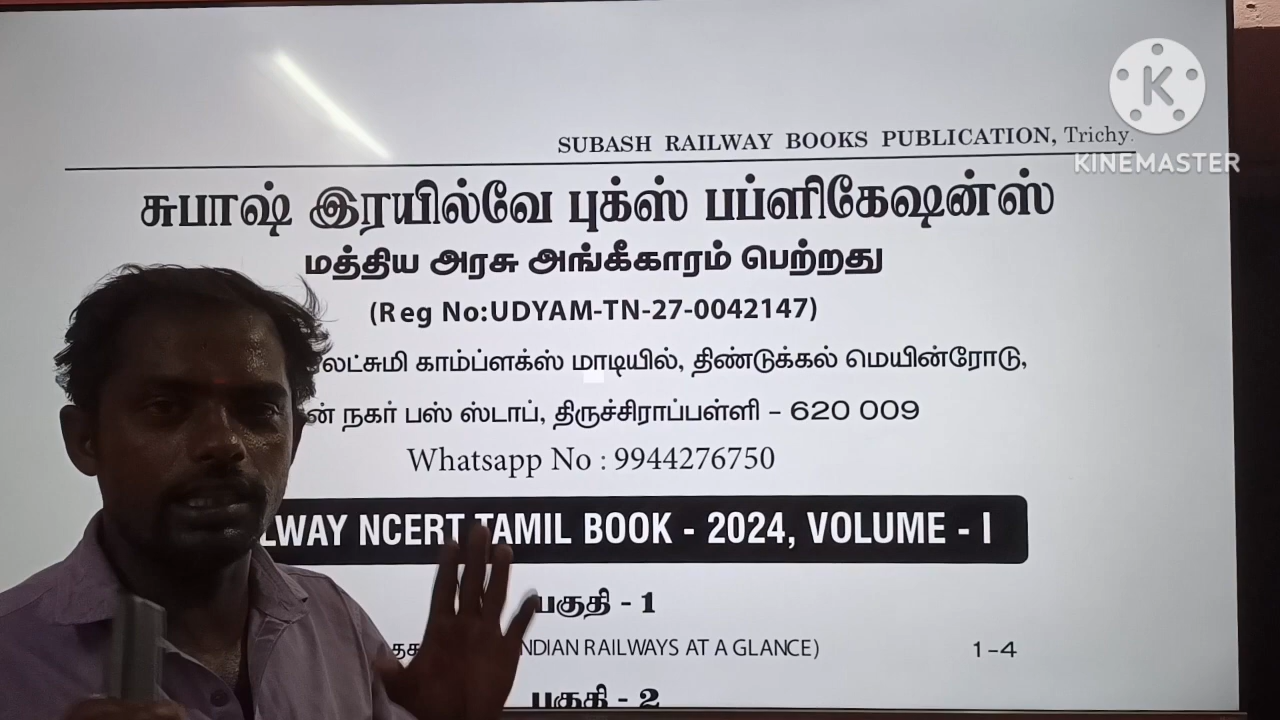 SUBASH RAILWAY BOOKS PUBLICATION, Trichy.
K
KINEMASTER
சுபாஷ் இரயில்வே புக்ஸ் பப்ளிகேஷன்ஸ்
மத்திய அரசு அங்கீகாரம் பெற்றது
(Reg No:UDYAM-TN-27-0042147)
லட்சுமி காம்ப்ளக்ஸ் மாடியில், திண்டுக்கல் மெயின்ரோடு,
நகர் பஸ் ஸ்டாப், திருச்சிராப்பள்ளி – 620 009
Whatsapp No : 9944276750
LWAY NCERT TAMIL BOOK - 2024, VOLUME - I
பகுதி - 1
NDIAN RAILWAYS AT A GLANCE) 1-4
பகுதி - 2